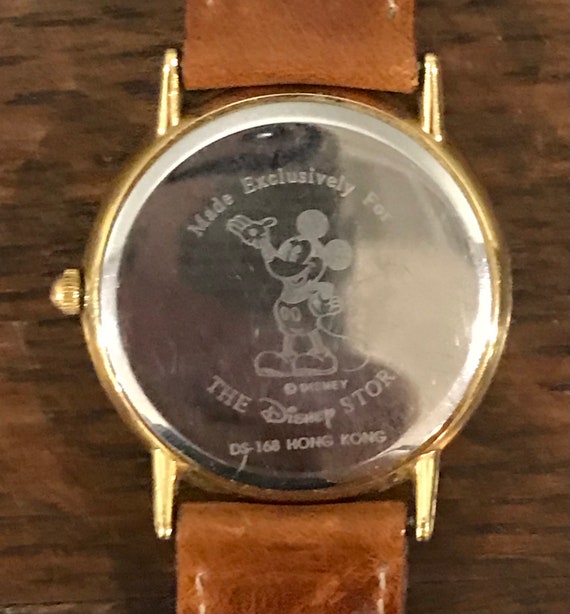 Made Exclusively For
© DISNEY
THE Disney STORE
DS-168 HONG KONG